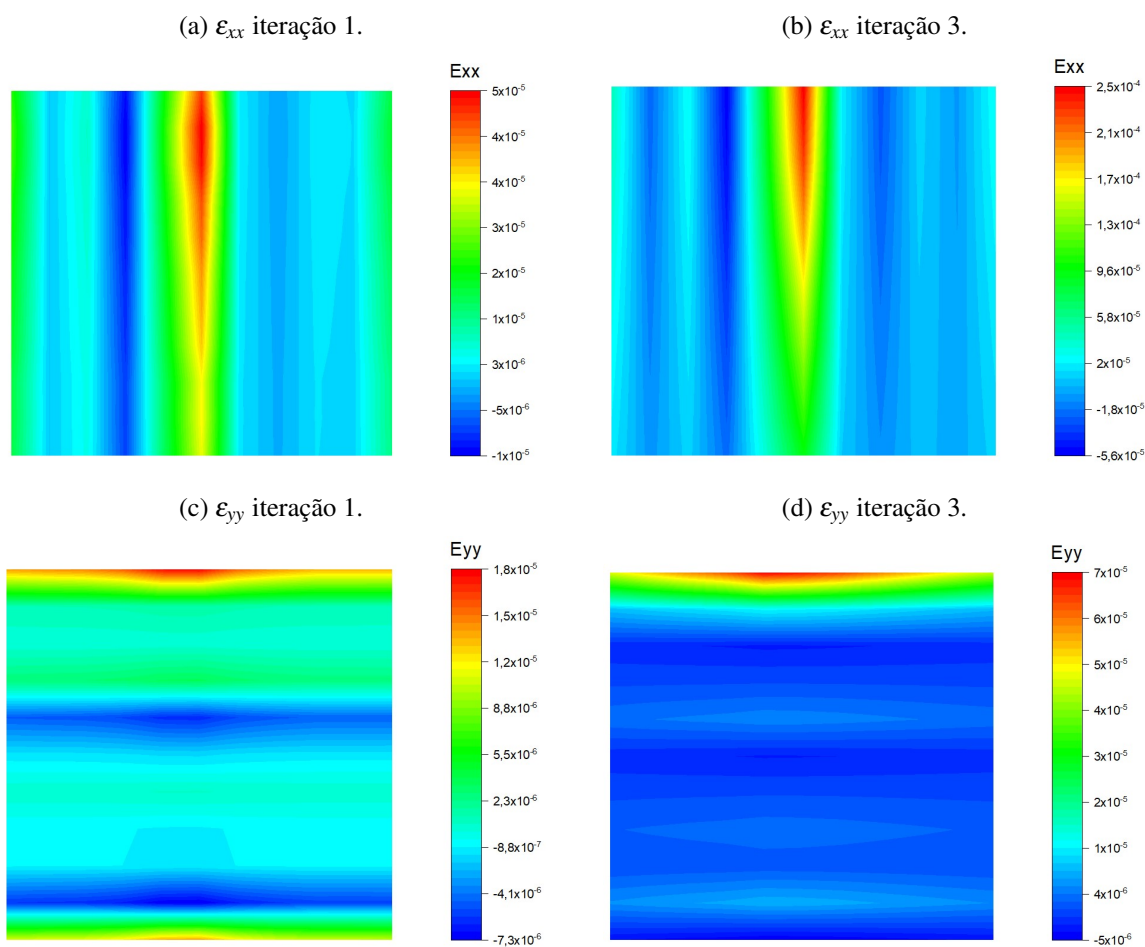 (a) εxx iteração 1.
(b) εxx iteração 3.
Exx
5x10⁻⁵
4x10⁻⁵
4x10⁻⁵
3x10⁻⁵
2x10⁻⁵
1x10⁻⁵
3x10⁻⁶
-5x10⁻⁶
-1x10⁻⁵
Exx
2,5x10⁻⁴
2,1x10⁻⁴
1,7x10⁻⁴
1,3x10⁻⁴
9,6x10⁻⁵
5,8x10⁻⁵
2x10⁻⁵
-1,8x10⁻⁵
-5,6x10⁻⁵
(c) εyy iteração 1.
(d) εyy iteração 3.
Eyy
1,8x10⁻⁵
1,5x10⁻⁵
1,2x10⁻⁵
8,8x10⁻⁶
5,5x10⁻⁶
2,3x10⁻⁶
-8,8x10⁻⁷
-4,1x10⁻⁶
-7,3x10⁻⁶
Eyy
7x10⁻⁵
6x10⁻⁵
5x10⁻⁵
4x10⁻⁵
3x10⁻⁵
2x10⁻⁵
1x10⁻⁵
4x10⁻⁶
-5x10⁻⁶